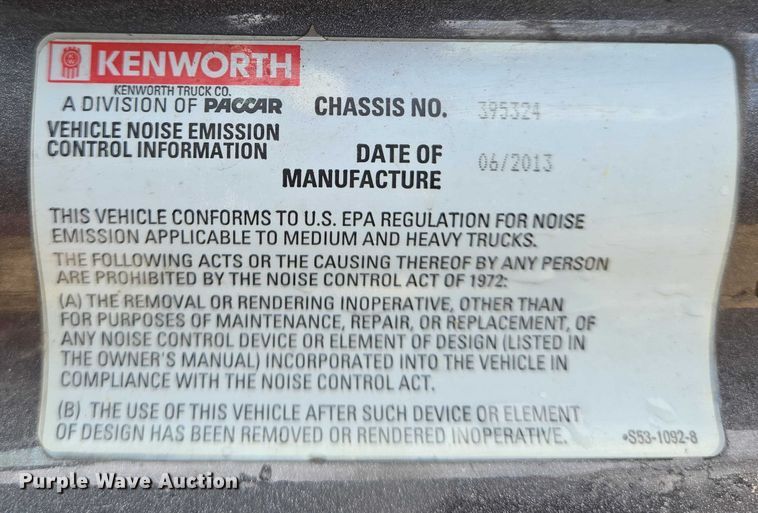 KENWORTH
KENWORTH TRUCK CO.
A DIVISION OF PACCAR
CHASSIS NO. 395324
VEHICLE NOISE EMISSION
CONTROL INFORMATION
DATE OF
MANUFACTURE 06/2013
THIS VEHICLE CONFORMS TO U.S. EPA REGULATION FOR NOISE
EMISSION APPLICABLE TO MEDIUM AND HEAVY TRUCKS.
THE FOLLOWING ACTS OR THE CAUSING THEREOF BY ANY PERSON
ARE PROHIBITED BY THE NOISE CONTROL ACT OF 1972:
(A) THE REMOVAL OR RENDERING INOPERATIVE, OTHER THAN
FOR PURPOSES OF MAINTENANCE, REPAIR, OR REPLACEMENT, OF
ANY NOISE CONTROL DEVICE OR ELEMENT OF DESIGN (LISTED IN
THE OWNER'S MANUAL) INCORPORATED INTO THE VEHICLE IN
COMPLIANCE WITH THE NOISE CONTROL ACT.
(B) THE USE OF THIS VEHICLE AFTER SUCH DEVICE OR ELEMENT
OF DESIGN HAS BEEN REMOVED OR RENDERED INOPERATIVE.
•S53-1092-8
Purple Wave Auction